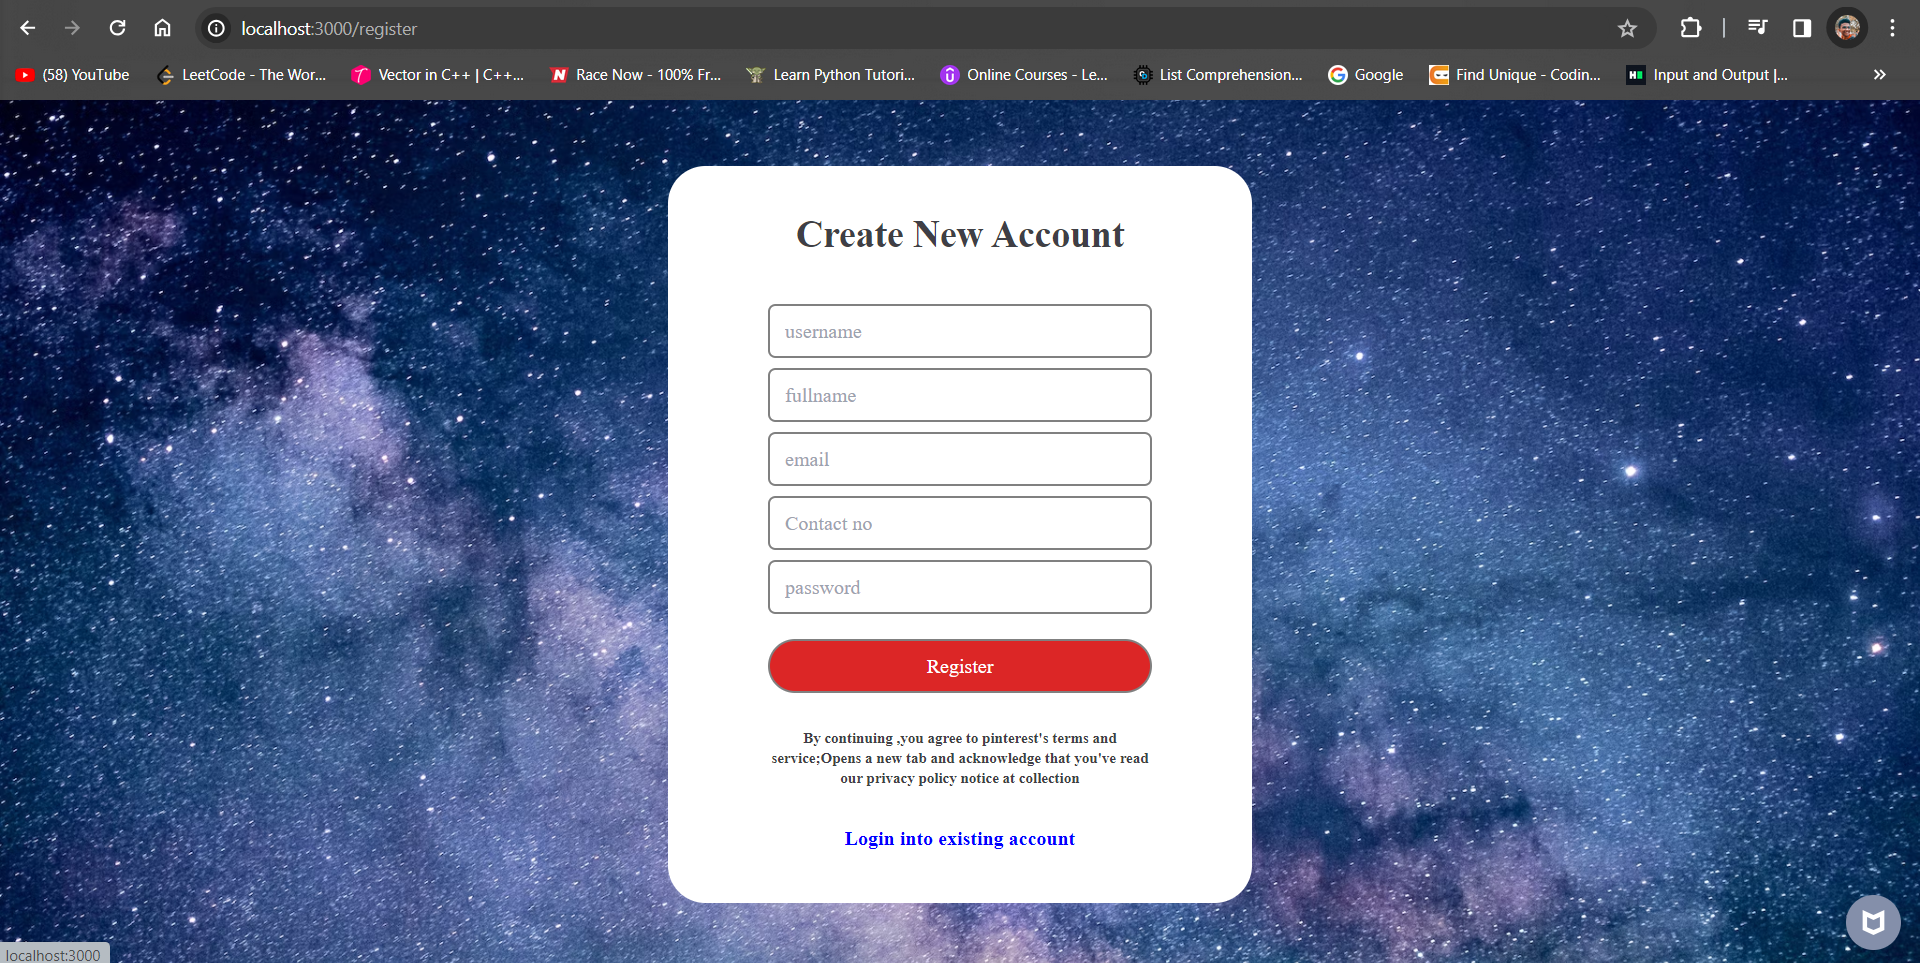 localhost:3000/register
(58) YouTube
LeetCode - The Wor...
Vector in C++ | C++...
Race Now - 100% Fr...
Learn Python Tutori...
Online Courses - Le...
List Comprehension...
Google
Find Unique - Codin...
Input and Output |...
Create New Account
username
fullname
email
Contact no
password
Register
By continuing ,you agree to pinterest's terms and
service;Opens a new tab and acknowledge that you've read
our privacy policy notice at collection
Login into existing account
localhost:3000